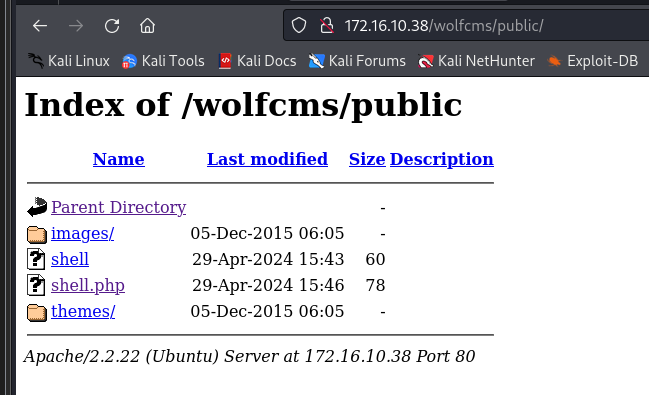 172.16.10.38/wolfcms/public/
Kali Linux Kali Tools Kali Docs Kali Forums Kali NetHunter Exploit-DB
Index of /wolfcms/public
Name Last modified Size Description
Parent Directory -
images/ 05-Dec-2015 06:05 -
shell 29-Apr-2024 15:43 60
shell.php 29-Apr-2024 15:46 78
themes/ 05-Dec-2015 06:05 -
Apache/2.2.22 (Ubuntu) Server at 172.16.10.38 Port 80